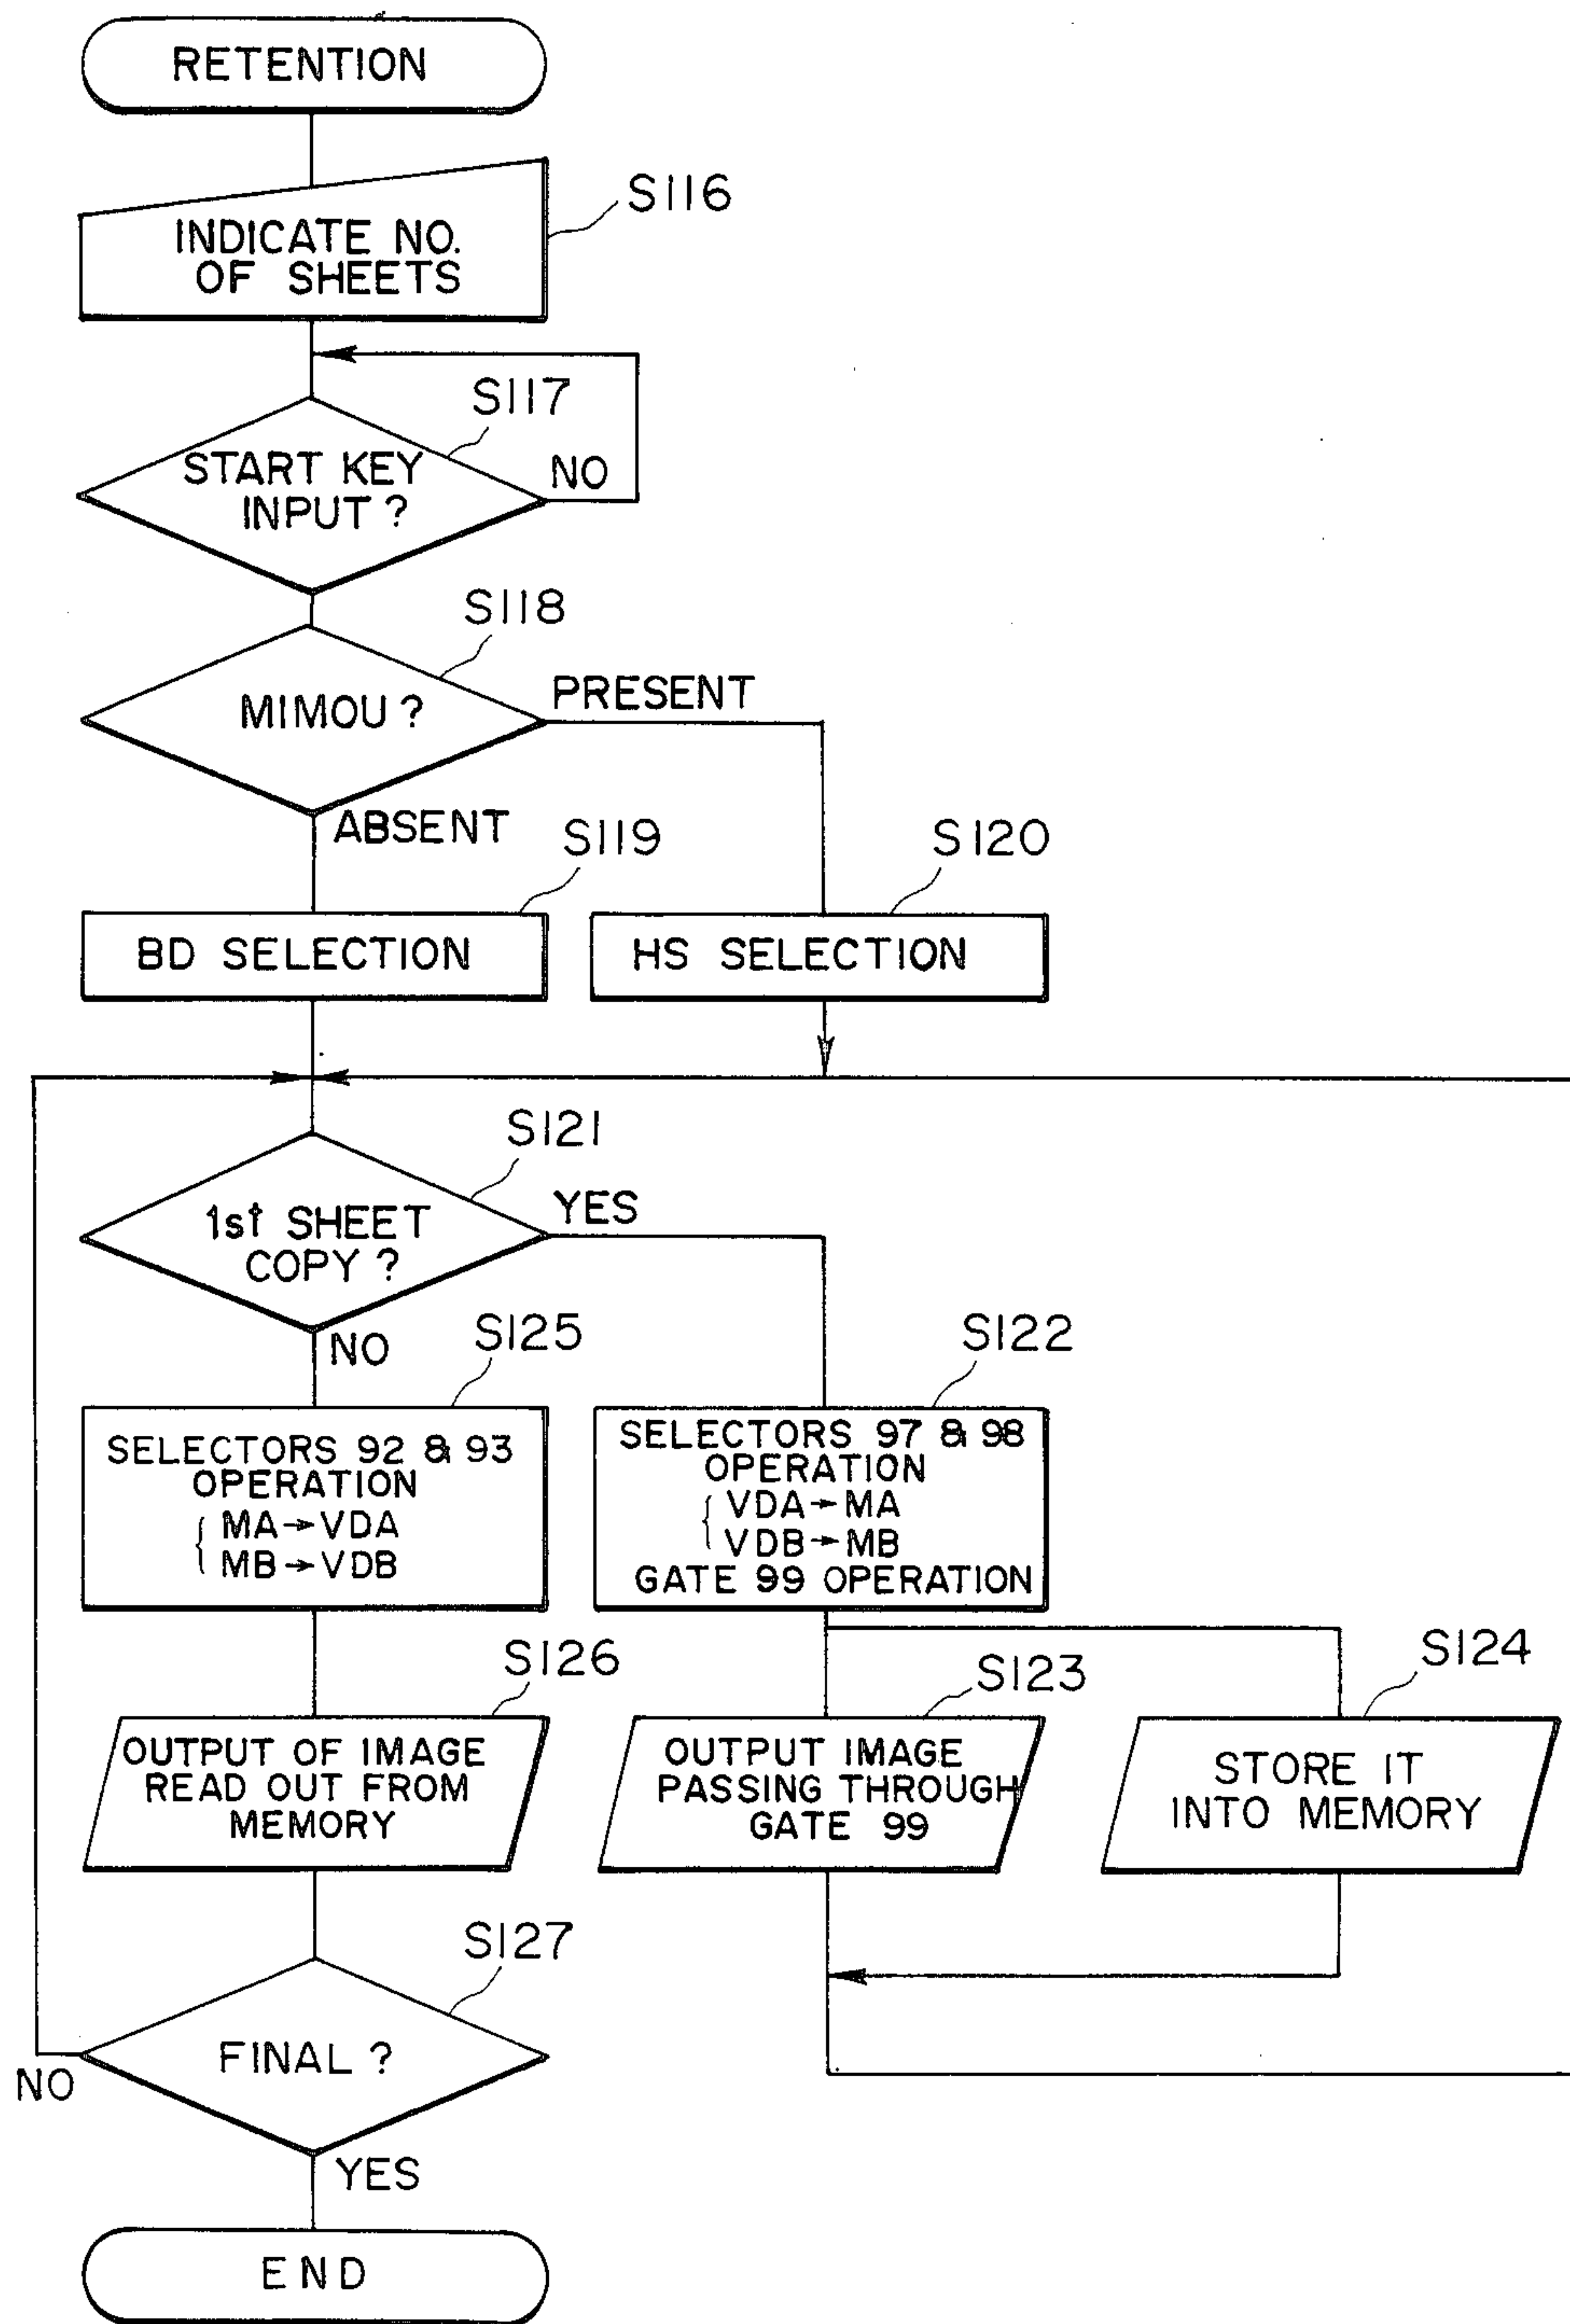 RETENTION
S116
INDICATE NO.
OF SHEETS
S117
START KEY
INPUT ?
NO
S118
MIMOU ?
PRESENT
ABSENT
S119
S120
BD SELECTION
HS SELECTION
S121
1st SHEET
COPY ?
YES
NO
S125
S122
SELECTORS 92 & 93
OPERATION
{ MA → VDA
MB → VDB
SELECTORS 97 & 98
OPERATION
{ VDA → MA
VDB → MB
GATE 99 OPERATION
S126
S123
S124
OUTPUT OF IMAGE
READ OUT FROM
MEMORY
OUTPUT IMAGE
PASSING THROUGH
GATE 99
STORE IT
INTO MEMORY
S127
FINAL ?
NO
YES
END